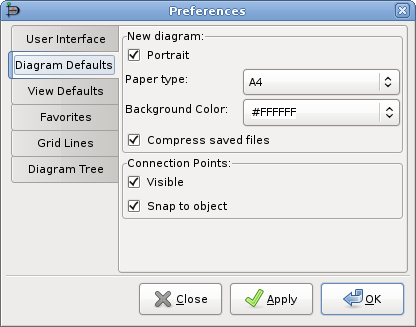 Preferences
User Interface
Diagram Defaults
View Defaults
Favorites
Grid Lines
Diagram Tree
New diagram:
Portrait
Paper type: A4
Background Color: #FFFFFF
Compress saved files
Connection Points:
Visible
Snap to object
Close Apply OK